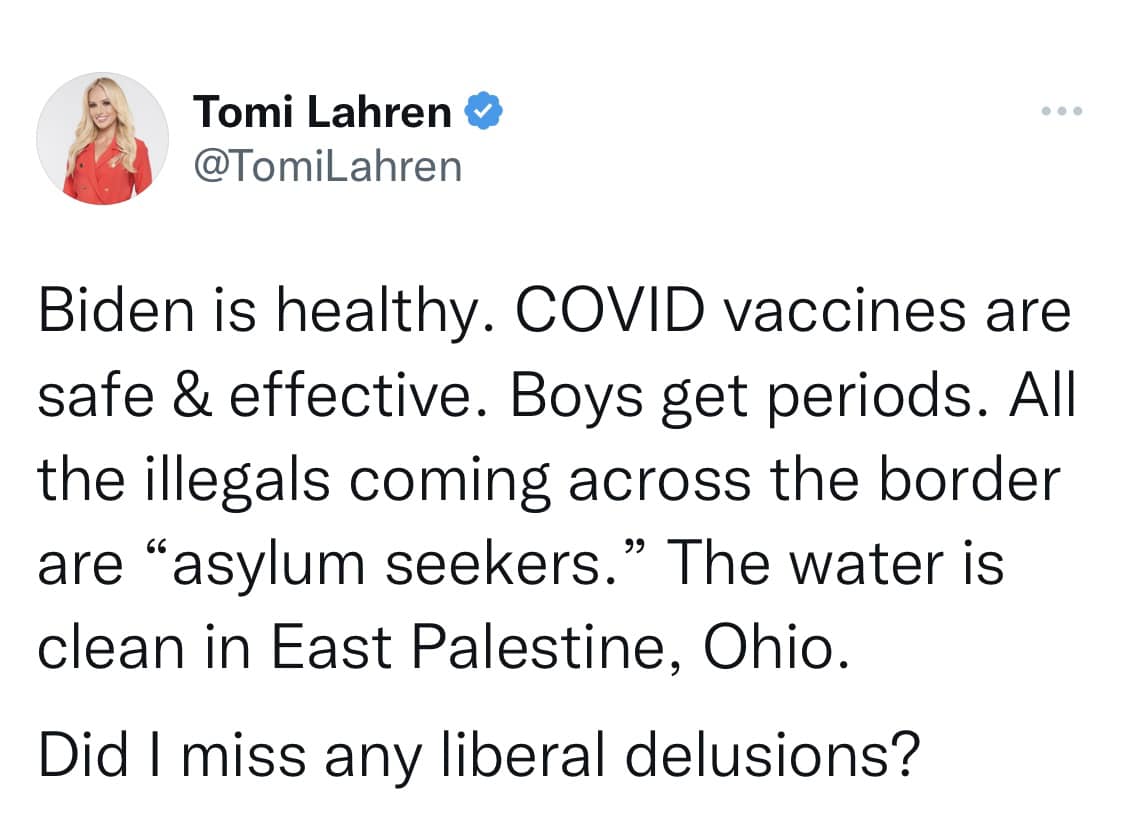 Tomi Lahren
@TomiLahren
Biden is healthy. COVID vaccines are
safe & effective. Boys get periods. All
the illegals coming across the border
are “asylum seekers.” The water is
clean in East Palestine, Ohio.
Did I miss any liberal delusions?